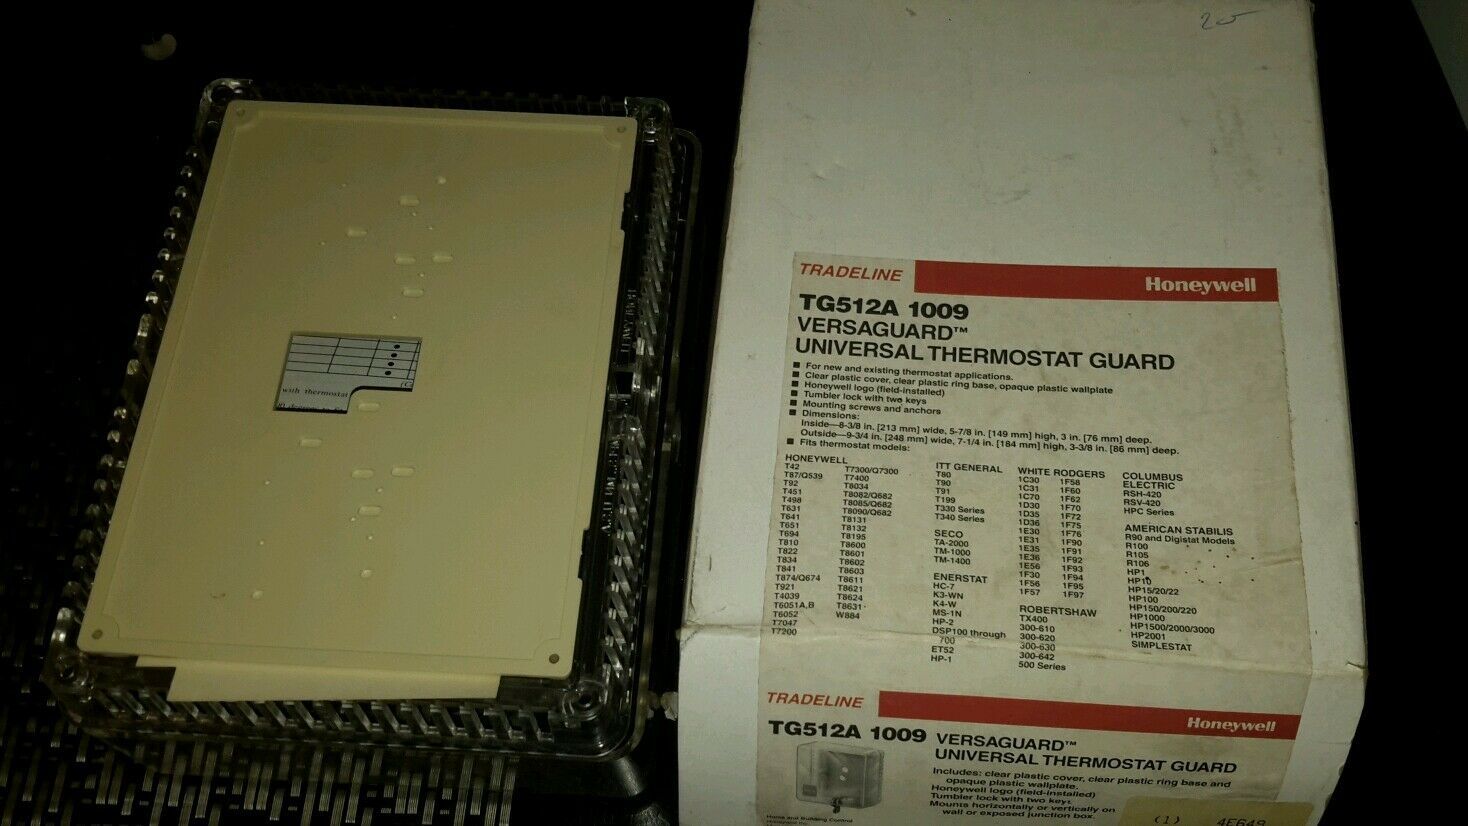 25
TRADELINE Honeywell
TG512A 1009
VERSAGUARD™
UNIVERSAL THERMOSTAT GUARD
■ For new and existing thermostat applications.
■ Clear plastic cover, clear plastic ring base, opaque plastic wallplate
■ Honeywell logo (field-installed)
■ Tumbler lock with two keys
■ Mounting screws and anchors
■ Dimensions:
Inside—8-3/8 in. [213 mm] wide, 5-7/8 in. [149 mm] high, 3 in. [76 mm] deep.
Outside—9-3/4 in. [248 mm] wide, 7-1/4 in. [184 mm] high, 3-3/8 in. [86 mm] deep.
■ Fits thermostat models:
HONEYWELL
T42
T87/Q539
T92
T451
T498
T631
T641
T651
T694
T810
T822
T834
T841
T874/Q674
T921
T4039
T6051A,B
T6052
T7047
T7200
T7300/Q7300
T7400
T8034
T8082/Q682
T8085/Q682
T8090/Q682
T8131
T8132
T8195
T8600
T8601
T8602
T8603
T8611
T8621
T8624
T8631
W884
ITT GENERAL
T80
T90
T91
T199
T330 Series
T340 Series
SECO
TA-2000
TM-1000
TM-1400
ENERSTAT
HC-7
K3-WN
K4-W
MS-1N
HP-2
DSP100 through
700
ET52
HP-1
WHITE RODGERS
1C30
1C31
1C70
1D30
1D35
1D36
1E30
1E31
1E35
1E36
1E56
1F30
1F56
1F57
1F58
1F60
1F62
1F70
1F72
1F75
1F76
1F90
1F91
1F92
1F93
1F94
1F95
1F97
ROBERTSHAW
TX400
300-610
300-620
300-630
300-642
500 Series
COLUMBUS
ELECTRIC
RSH-420
RSV-420
HPC Series
AMERICAN STABILIS
R90 and Digistat Models
R100
R105
R106
HP1
HP10
HP15/20/22
HP100
HP150/200/220
HP1000
HP1500/2000/3000
HP2001
SIMPLESTAT
TRADELINE Honeywell
TG512A 1009 VERSAGUARD™
UNIVERSAL THERMOSTAT GUARD
Includes: clear plastic cover, clear plastic ring base and
opaque plastic wallplate.
Honeywell logo (field-installed)
Tumbler lock with two keys
Mounts horizontally or vertically on
wall or exposed junction box.
Home and Building Control
(1) 4E649
with thermostat